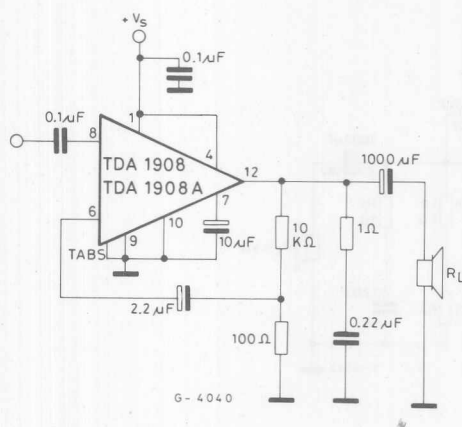 + Vs
0.1µF
0.1µF
1
8
TDA 1908
TDA 1908A
4
12
1000µF
6
7
10
9
TABS
10µF
10
KΩ
1Ω
RL
2.2µF
100Ω
0.22µF
G-4040